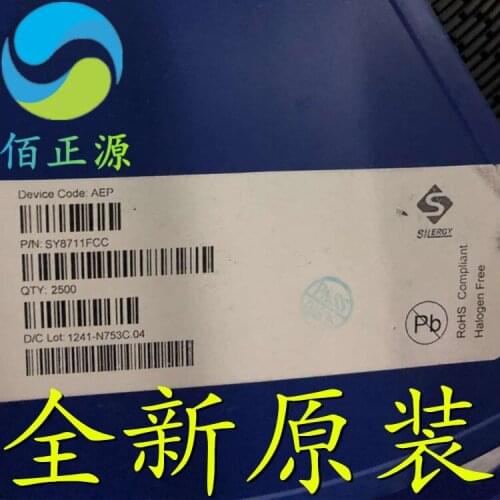 佰正源
Device Code: AEP
P/N: SY8711FCC
QTY: 2500
D/C Lot: 1241-N753C.04
SILERGY
PASS
Pb
RoHS Compliant
Halogen Free
全新原装